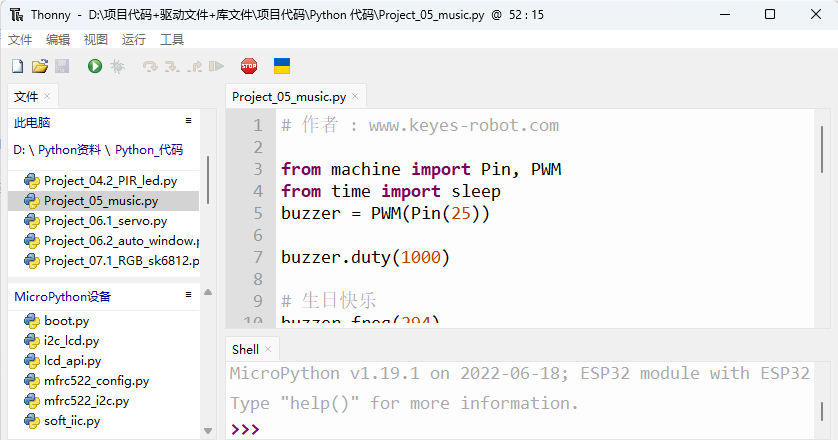 Thonny - D:\项目代码+驱动文件+库文件\项目代码\Python 代码\Project_05_music.py @ 52 : 15
文件 编辑 视图 运行 工具
STOP
文件 ×
此电脑
D: \ Python资料 \ Python_代码
Project_04.2_PIR_led.py
Project_05_music.py
Project_06.1_servo.py
Project_06.2_auto_window.p
Project_07.1_RGB_sk6812.p
MicroPython设备
boot.py
i2c_lcd.py
lcd_api.py
mfrc522_config.py
mfrc522_i2c.py
soft_iic.py
Project_05_music.py ×
1 # 作者 : www.keyes-robot.com
2
3 from machine import Pin, PWM
4 from time import sleep
5 buzzer = PWM(Pin(25))
6
7 buzzer.duty(1000)
8
9 # 生日快乐
10 buzzer.freq(294)
Shell ×
MicroPython v1.19.1 on 2022-06-18; ESP32 module with ESP32
Type "help()" for more information.
>>>